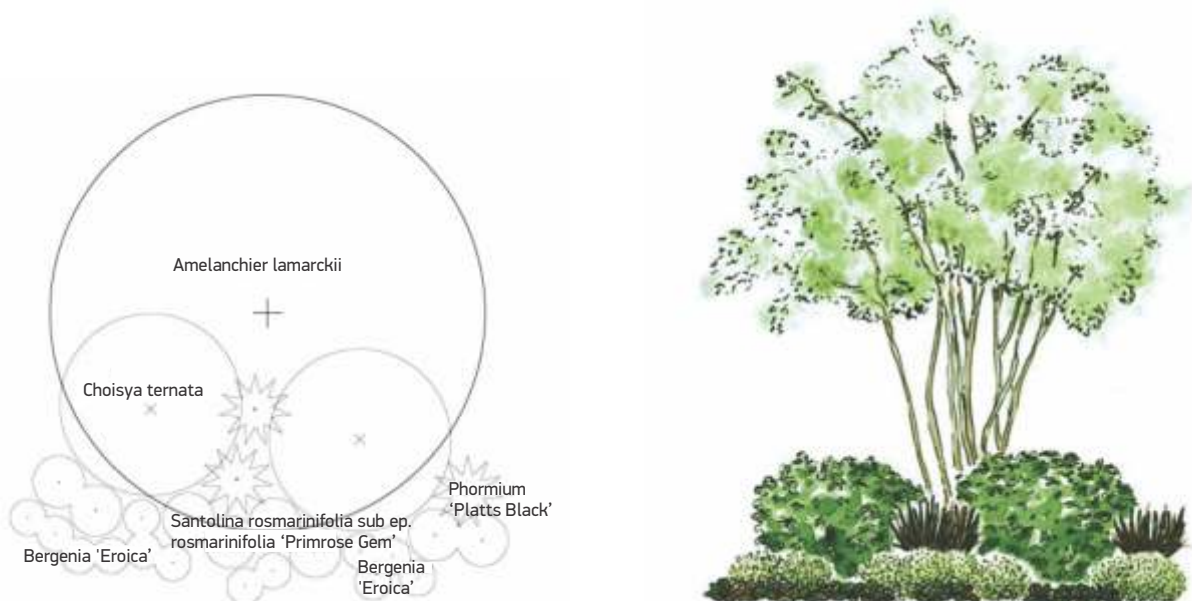 Amelanchier lamarckii
Choisya ternata
Phormium
‘Platts Black’
Santolina rosmarinifolia sub ep.
rosmarinifolia ‘Primrose Gem’
Bergenia 'Eroica’
Bergenia
'Eroica’